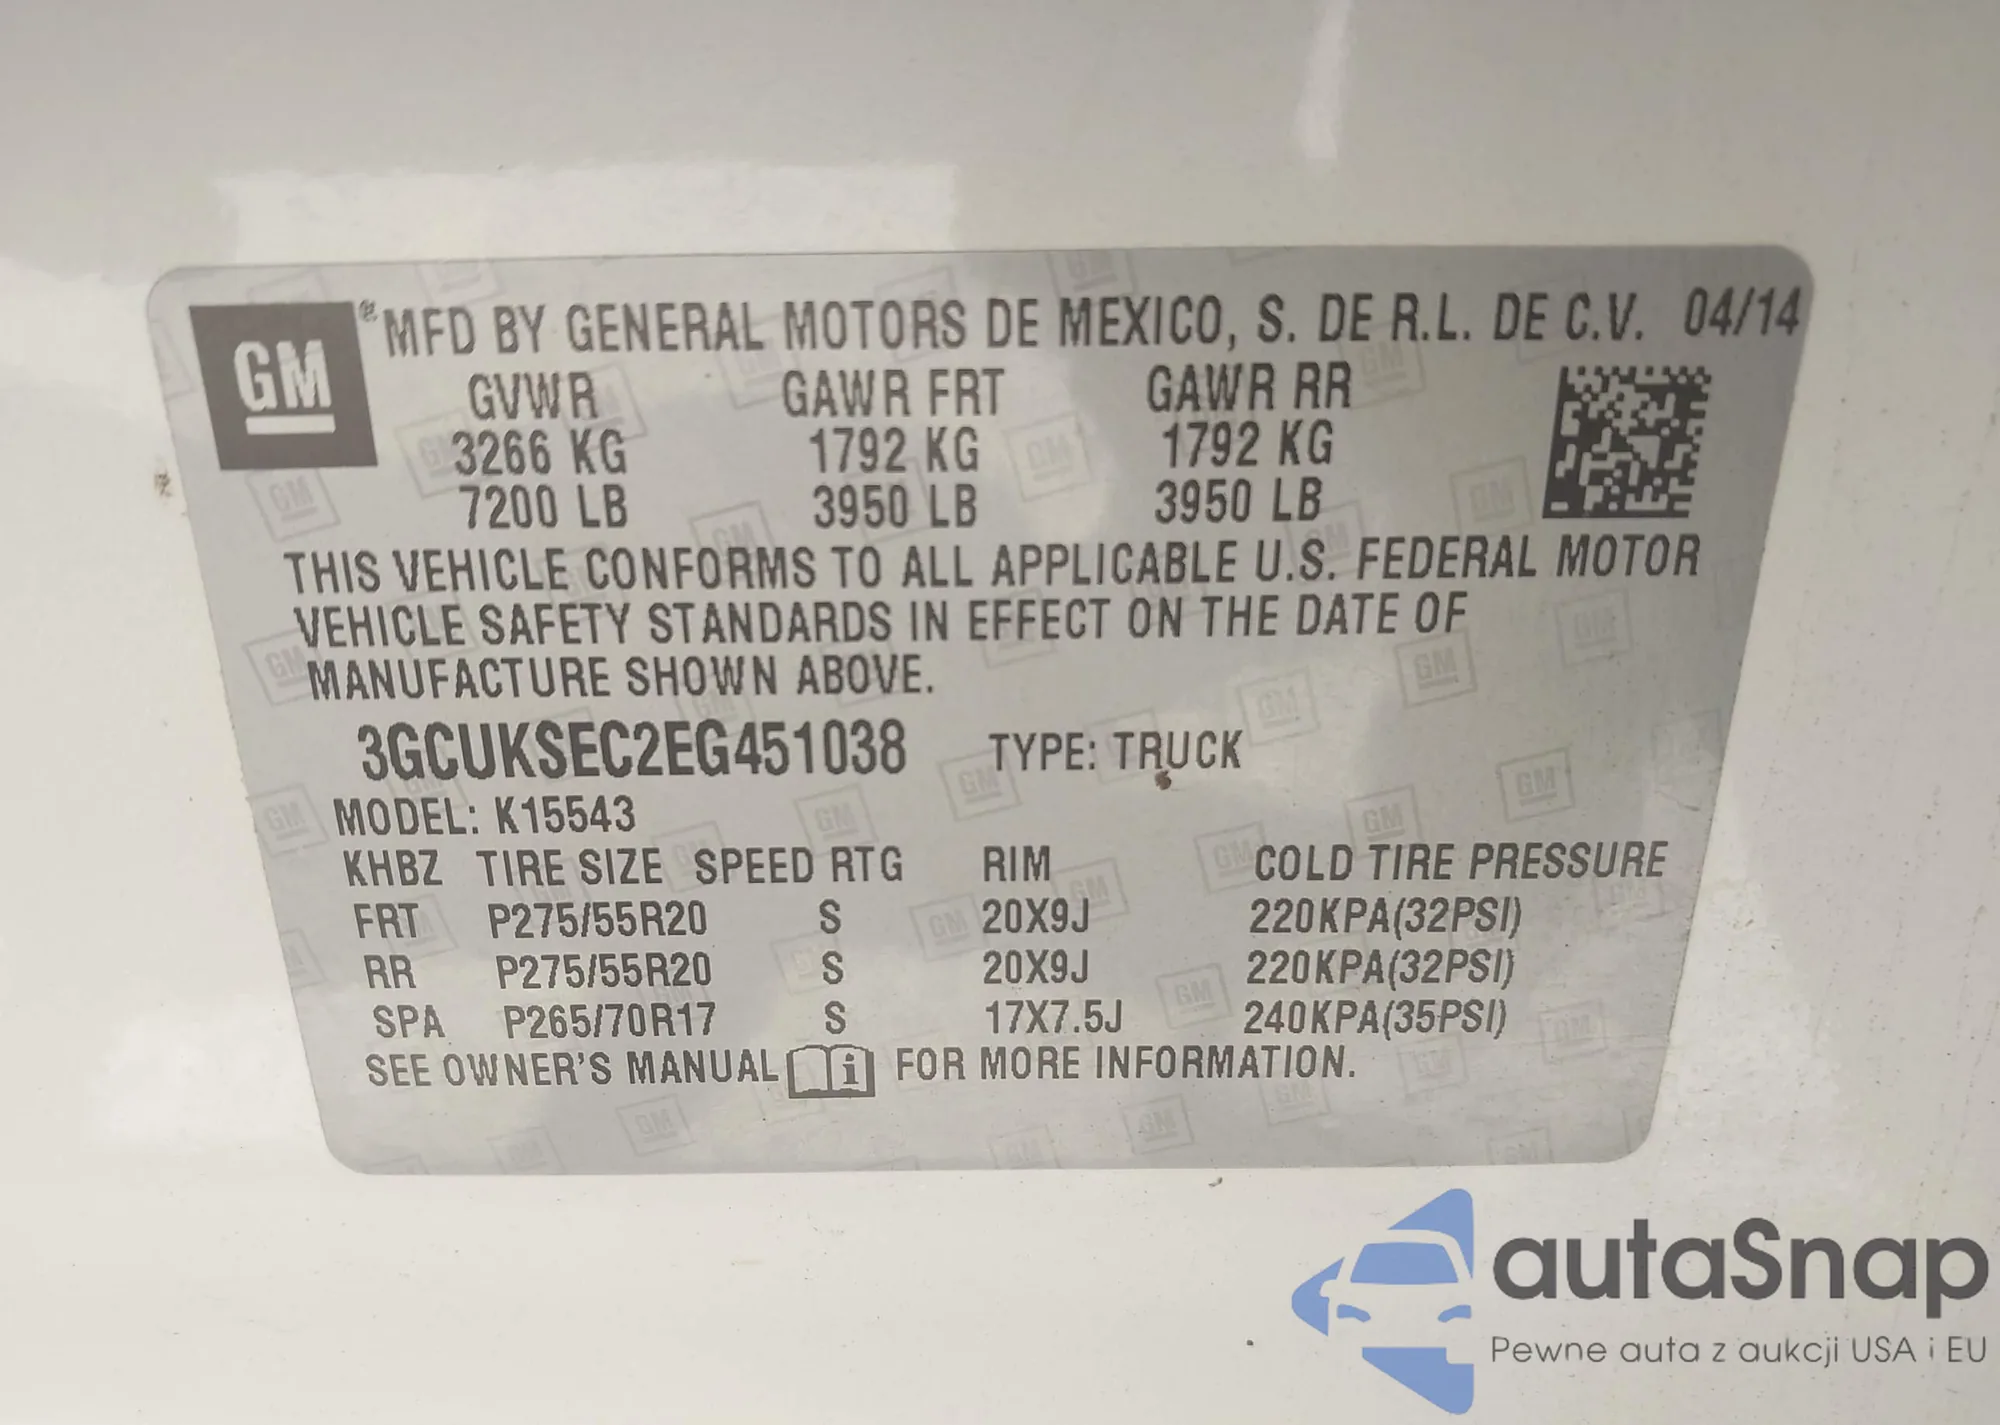 GM ® MFD BY GENERAL MOTORS DE MEXICO, S. DE R.L. DE C.V. 04/14
GVWR GAWR FRT GAWR RR
3266 KG 1792 KG 1792 KG
7200 LB 3950 LB 3950 LB
THIS VEHICLE CONFORMS TO ALL APPLICABLE U.S. FEDERAL MOTOR
VEHICLE SAFETY STANDARDS IN EFFECT ON THE DATE OF
MANUFACTURE SHOWN ABOVE.
3GCUKSEC2EG451038 TYPE: TRUCK
MODEL: K15543
KHBZ TIRE SIZE SPEED RTG RIM COLD TIRE PRESSURE
FRT P275/55R20 S 20X9J 220KPA(32PSI)
RR P275/55R20 S 20X9J 220KPA(32PSI)
SPA P265/70R17 S 17X7.5J 240KPA(35PSI)
SEE OWNER'S MANUAL i FOR MORE INFORMATION.
autaSnap
Pewne auta z aukcji USA i EU